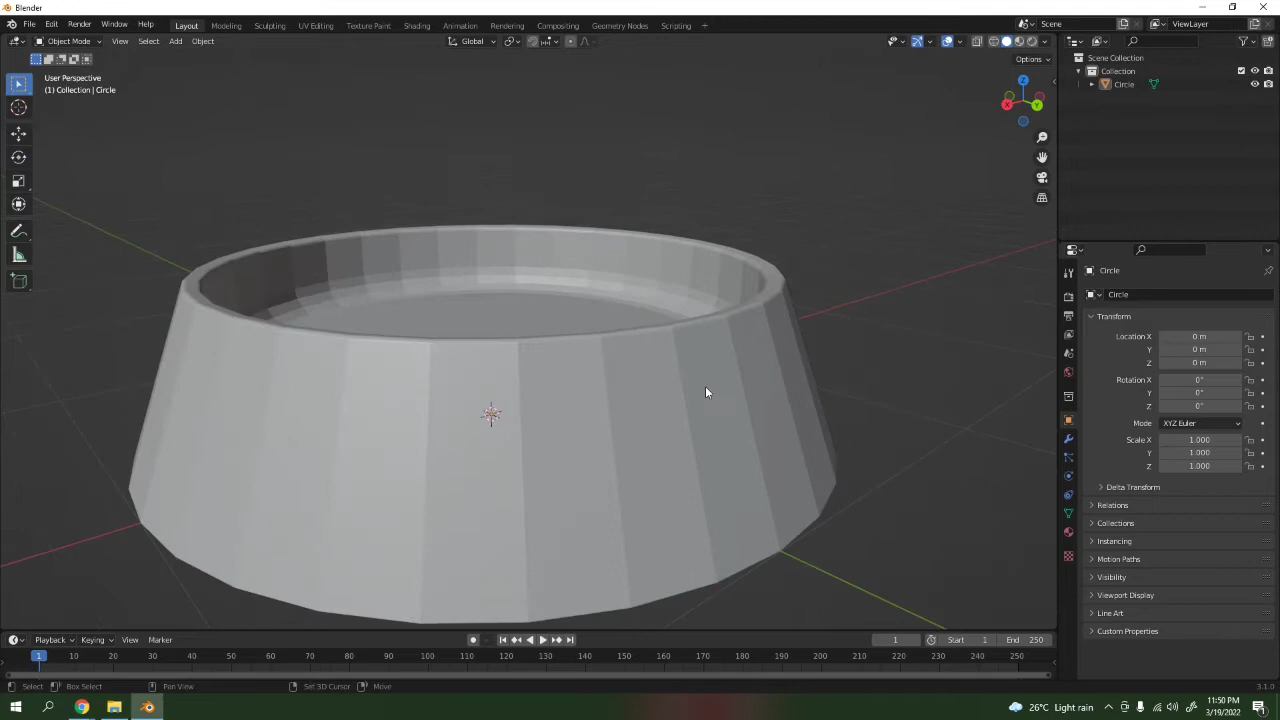 Blender
File Edit Render Window Help Layout Modeling Sculpting UV Editing Texture Paint Shading Animation Rendering Compositing Geometry Nodes Scripting + Scene ViewLayer
Object Mode View Select Add Object Global
Options
User Perspective
(1) Collection | Circle
X
Y
Z
Scene Collection
Collection
Circle
Circle
Circle
Transform
Location X 0 m
Y 0 m
Z 0 m
Rotation X 0°
Y 0°
Z 0°
Mode XYZ Euler
Scale X 1.000
Y 1.000
Z 1.000
Delta Transform
Relations
Collections
Instancing
Motion Paths
Visibility
Viewport Display
Line Art
Custom Properties
Playback Keying View Marker 1 Start 1 End 250
1 10 20 30 40 50 60 70 80 90 100 110 120 130 140 150 160 170 180 190 200 210 220 230 240 250
Select Box Select Pan View Set 3D Cursor Move 3.1.0
26°C Light rain
11:50 PM
3/19/2022